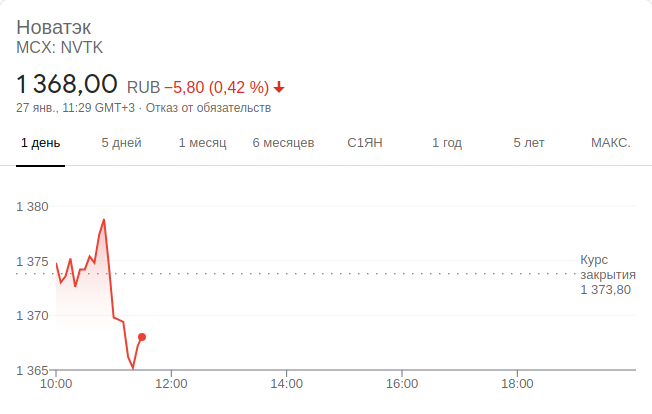 Новатэк
MCX: NVTK
1 368,00 RUB −5,80 (0,42 %)
27 янв., 11:29 GMT+3 · Отказ от обязательств
1 день 5 дней 1 месяц 6 месяцев С1ЯН 1 год 5 лет МАКС.
1 380
1 375
1 370
1 365
Курс
закрытия
1 373,80
10:00 12:00 14:00 16:00 18:00